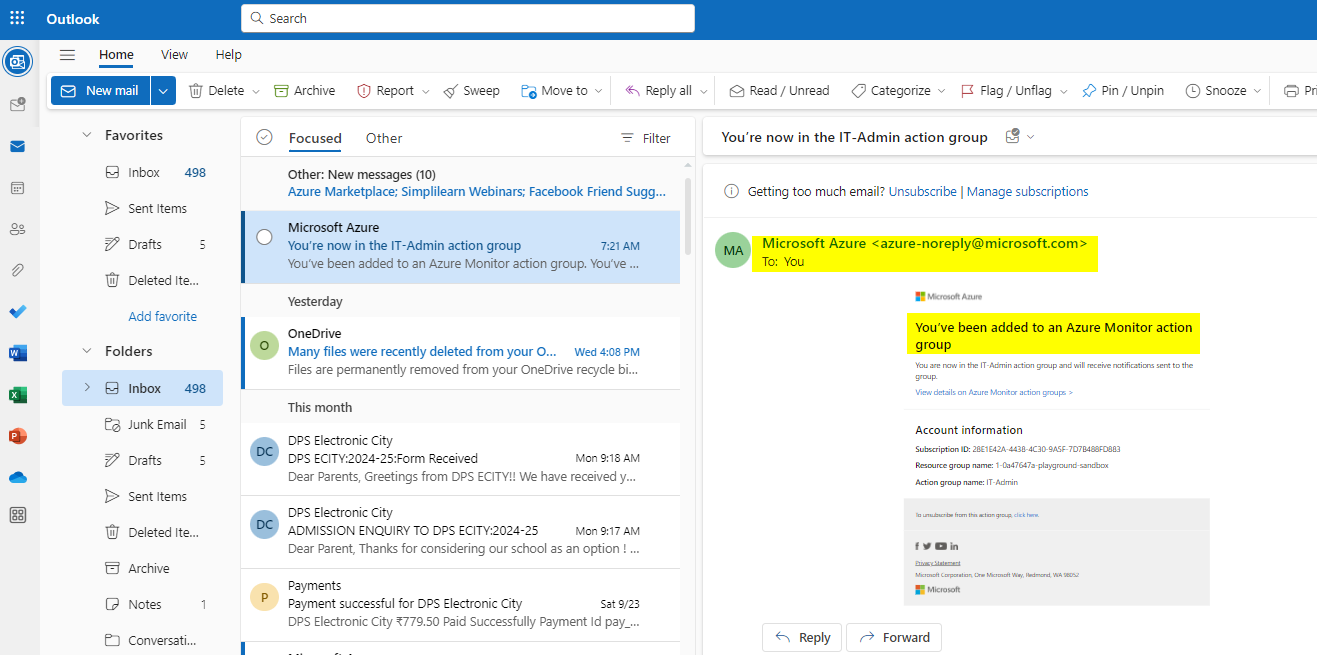 Outlook
Search
Home View Help
New mail Delete Archive Report Sweep Move to Reply all Read / Unread Categorize Flag / Unflag Pin / Unpin Snooze Pri
Favorites
Inbox 498
Sent Items
Drafts 5
Deleted Ite...
Add favorite
Folders
Inbox 498
Junk Email 5
Drafts 5
Sent Items
Deleted Ite...
Archive
Notes 1
Conversati...
Focused Other Filter
Other: New messages (10)
Azure Marketplace; Simplilearn Webinars; Facebook Friend Sugg...
Microsoft Azure
You're now in the IT-Admin action group 7:21 AM
You've been added to an Azure Monitor action group. You've ...
Yesterday
O
OneDrive
Many files were recently deleted from your O... Wed 4:08 PM
Files are permanently removed from your OneDrive recycle bi...
This month
DC
DPS Electronic City
DPS ECITY:2024-25:Form Received Mon 9:18 AM
Dear Parents, Greetings from DPS ECITY!! We have received y...
DC
DPS Electronic City
ADMISSION ENQUIRY TO DPS ECITY:2024-25 Mon 9:17 AM
Dear Parent, Thanks for considering our school as an option ! ...
P
Payments
Payment successful for DPS Electronic City Sat 9/23
DPS Electronic City ₹779.50 Paid Successfully Payment Id pay_...
You're now in the IT-Admin action group
Getting too much email? Unsubscribe | Manage subscriptions
MA
Microsoft Azure <azure-noreply@microsoft.com>
To: You
Microsoft Azure
You've been added to an Azure Monitor action
group
You are now in the IT-Admin action group and will receive notifications sent to the
group.
View details on Azure Monitor action groups >
Account information
Subscription ID: 28E1E42A-4438-4C30-9A5F-7D7B488FD883
Resource group name: 1-0a47647a-playground-sandbox
Action group name: IT-Admin
To unsubscribe from this action group, click here.
Privacy Statement
Microsoft Corporation, One Microsoft Way, Redmond, WA 98052
Microsoft
Reply Forward